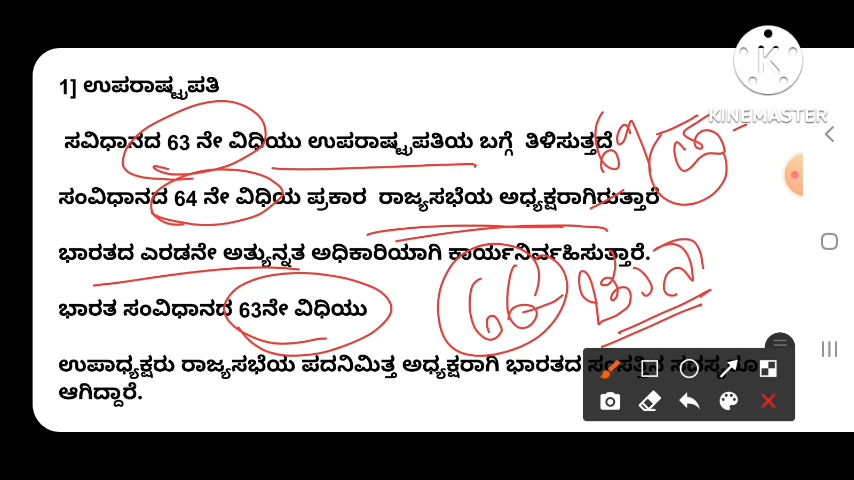 1] ಉಪರಾಷ್ಟ್ರಪತಿ
KINEMASTER
ಸವಿಧಾನದ 63 ನೇ ವಿಧಿಯು ಉಪರಾಷ್ಟ್ರಪತಿಯ ಬಗ್ಗೆ ತಿಳಿಸುತ್ತದೆ
ಸಂವಿಧಾನದ 64 ನೇ ವಿಧಿಯ ಪ್ರಕಾರ ರಾಜ್ಯಸಭೆಯ ಅಧ್ಯಕ್ಷರಾಗಿರುತ್ತಾರೆ
ಭಾರತದ ಎರಡನೇ ಅತ್ಯುನ್ನತ ಅಧಿಕಾರಿಯಾಗಿ ಕಾರ್ಯನಿರ್ವಹಿಸುತ್ತಾರೆ.
ಭಾರತ ಸಂವಿಧಾನದ 63ನೇ ವಿಧಿಯು
66
ಉಪಾಧ್ಯಕ್ಷರು ರಾಜ್ಯಸಭೆಯ ಪದನಿಮಿತ್ತ ಅಧ್ಯಕ್ಷರಾಗಿ ಭಾರತದ ಸಂಸತ್ತಿನ
ಆಗಿದ್ದಾರೆ.